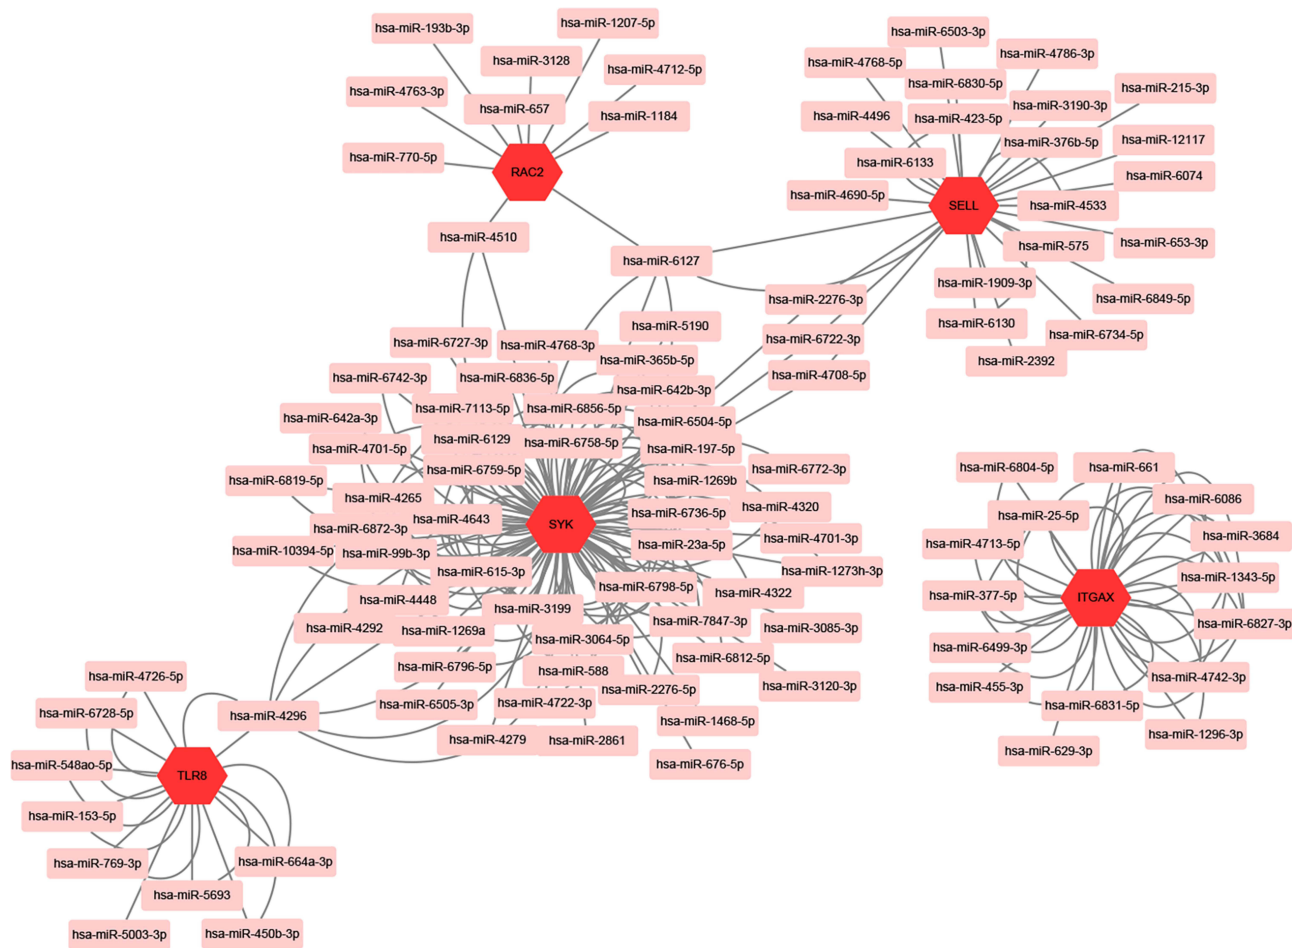 hsa-miR-193b-3p
hsa-miR-1207-5p
hsa-miR-3128
hsa-miR-4712-5p
hsa-miR-4763-3p
hsa-miR-657
hsa-miR-1184
hsa-miR-770-5p
RAC2
hsa-miR-4510
hsa-miR-6127
hsa-miR-6503-3p
hsa-miR-4786-3p
hsa-miR-4768-5p
hsa-miR-6830-5p
hsa-miR-215-3p
hsa-miR-3190-3p
hsa-miR-4496
hsa-miR-423-5p
hsa-miR-376b-5p
hsa-miR-12117
hsa-miR-6133
hsa-miR-6074
hsa-miR-4690-5p
SELL
hsa-miR-4533
hsa-miR-653-3p
hsa-miR-575
hsa-miR-1909-3p
hsa-miR-6849-5p
hsa-miR-6130
hsa-miR-6734-5p
hsa-miR-2392
hsa-miR-2276-3p
hsa-miR-6722-3p
hsa-miR-4708-5p
hsa-miR-5190
hsa-miR-6727-3p
hsa-miR-4768-3p
hsa-miR-365b-5p
hsa-miR-6742-3p
hsa-miR-6836-5p
hsa-miR-642b-3p
hsa-miR-642a-3p
hsa-miR-7113-5p
hsa-miR-6856-5p
hsa-miR-6504-5p
hsa-miR-4701-5p
hsa-miR-6129
hsa-miR-6758-5p
hsa-miR-197-5p
hsa-miR-6759-5p
hsa-miR-6772-3p
hsa-miR-6819-5p
hsa-miR-1269b
hsa-miR-4265
hsa-miR-4320
hsa-miR-6872-3p
hsa-miR-4643
SYK
hsa-miR-6736-5p
hsa-miR-4701-3p
hsa-miR-10394-5p
hsa-miR-99b-3p
hsa-miR-23a-5p
hsa-miR-615-3p
hsa-miR-1273h-3p
hsa-miR-6798-5p
hsa-miR-4322
hsa-miR-4448
hsa-miR-3199
hsa-miR-7847-3p
hsa-miR-4292
hsa-miR-1269a
hsa-miR-3064-5p
hsa-miR-3085-3p
hsa-miR-6812-5p
hsa-miR-6796-5p
hsa-miR-588
hsa-miR-3120-3p
hsa-miR-2276-5p
hsa-miR-6505-3p
hsa-miR-4722-3p
hsa-miR-1468-5p
hsa-miR-4279
hsa-miR-2861
hsa-miR-676-5p
hsa-miR-6804-5p
hsa-miR-661
hsa-miR-6086
hsa-miR-25-5p
hsa-miR-3684
hsa-miR-4713-5p
hsa-miR-1343-5p
hsa-miR-377-5p
ITGAX
hsa-miR-6827-3p
hsa-miR-6499-3p
hsa-miR-4742-3p
hsa-miR-455-3p
hsa-miR-6831-5p
hsa-miR-1296-3p
hsa-miR-629-3p
hsa-miR-4726-5p
hsa-miR-6728-5p
hsa-miR-4296
hsa-miR-548ao-5p
TLR8
hsa-miR-153-5p
hsa-miR-769-3p
hsa-miR-664a-3p
hsa-miR-5693
hsa-miR-5003-3p
hsa-miR-450b-3p